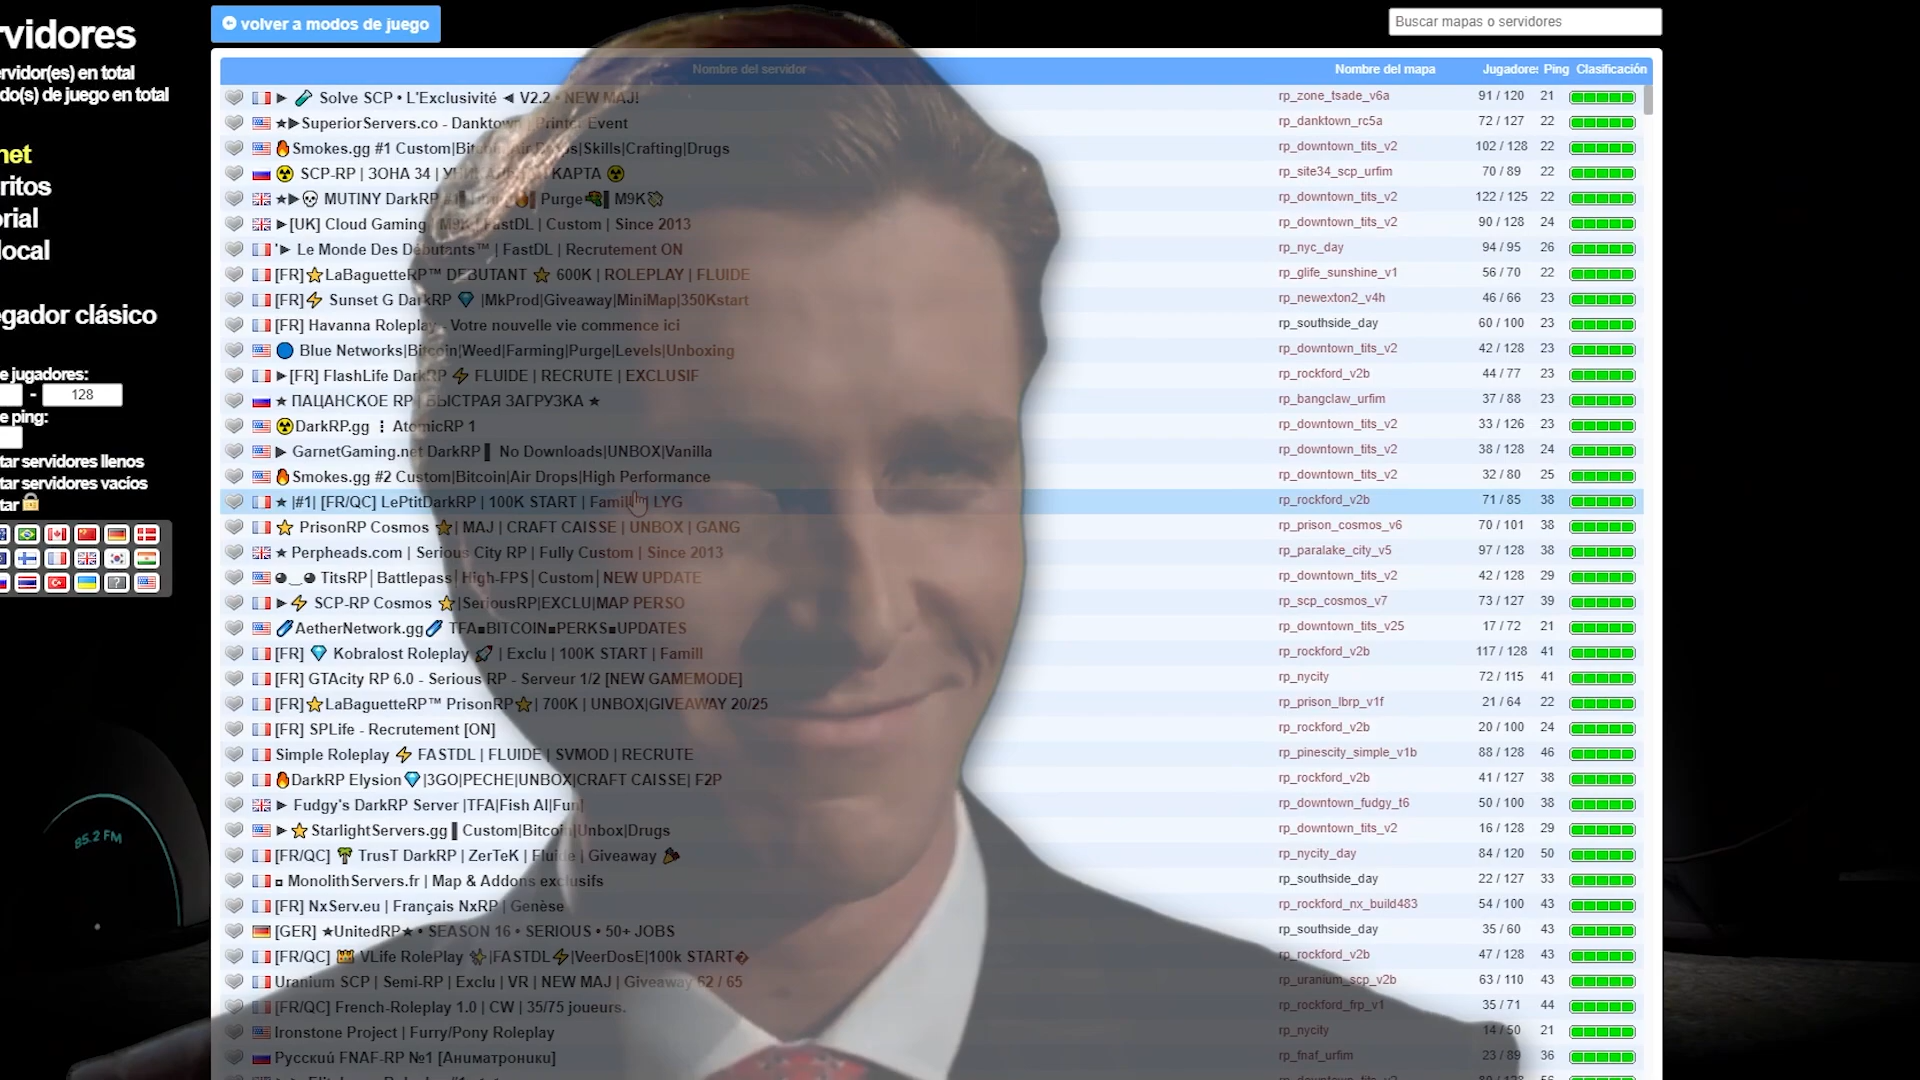 rvidores
volver a modos de juego
Buscar mapas o servidores
ervidor(es) en total
do(s) de juego en total
Nombre del servidor Nombre del mapa Jugadores Ping Clasificación
Solve SCP • L'Exclusivité ◄ V2.2 • NEW MAJ! rp_zone_tsade_v6a 91 / 120 21
★►SuperiorServers.co - Danktown | Printer Event rp_danktown_rc5a 72 / 127 22
Smokes.gg #1 Custom|Bitcoin|Air Drops|Skills|Crafting|Drugs rp_downtown_tits_v2 102 / 128 22
SCP-RP | ЗОНА 34 | КАРТА rp_site34_scp_urfim 70 / 89 22
★►MUTINY DarkRP Purge M9K rp_downtown_tits_v2 122 / 125 22
►[UK] Cloud Gaming | M9K | FastDL | Custom | Since 2013 rp_downtown_tits_v2 90 / 128 24
'► Le Monde Des Débutants™ | FastDL | Recrutement ON rp_nyc_day 94 / 95 26
[FR]⭐LaBaguetteRP™ DEBUTANT ⭐ 600K | ROLEPLAY | FLUIDE rp_glife_sunshine_v1 56 / 70 22
[FR]⚡ Sunset G DarkRP 💎 |MkProd|Giveaway|MiniMap|350Kstart rp_newexton2_v4h 46 / 66 23
[FR] Havanna Roleplay - Votre nouvelle vie commence ici rp_southside_day 60 / 100 23
Blue Networks|Bitcoin|Weed|Farming|Purge|Levels|Unboxing rp_downtown_tits_v2 42 / 128 23
►[FR] FlashLife DarkRP ⚡ FLUIDE | RECRUTE | EXCLUSIF rp_rockford_v2b 44 / 77 23
★ ПАЦАНСКОЕ RP | БЫСТРАЯ ЗАГРУЗКА ★ rp_bangclaw_urfim 37 / 88 23
DarkRP.gg ⁞ AtomicRP 1 rp_downtown_tits_v2 33 / 126 23
► GarnetGaming.net DarkRP▐ No Downloads|UNBOX|Vanilla rp_downtown_tits_v2 38 / 128 24
Smokes.gg #2 Custom|Bitcoin|Air Drops|High Performance rp_downtown_tits_v2 32 / 80 25
★ |#1| [FR/QC] LePtitDarkRP | 100K START | Famill | LYG rp_rockford_v2b 71 / 85 38
⭐ PrisonRP Cosmos ⭐| MAJ | CRAFT CAISSE | UNBOX | GANG rp_prison_cosmos_v6 70 / 101 38
★ Perpheads.com | Serious City RP | Fully Custom | Since 2013 rp_paralake_city_v5 97 / 128 38
TitsRP│Battlepass│High-FPS│Custom│NEW UPDATE rp_downtown_tits_v2 42 / 128 29
►⚡ SCP-RP Cosmos ⭐|SeriousRP|EXCLU|MAP PERSO rp_scp_cosmos_v7 73 / 127 39
AetherNetwork.gg TFA■BITCOIN■PERKS■UPDATES rp_downtown_tits_v25 17 / 72 21
[FR] 💎 Kobralost Roleplay 🚀 | Exclu | 100K START | Famill rp_rockford_v2b 117 / 128 41
[FR] GTAcity RP 6.0 - Serious RP - Serveur 1/2 [NEW GAMEMODE] rp_nycity 72 / 115 41
[FR]⭐LaBaguetteRP™ PrisonRP⭐| 700K | UNBOX|GIVEAWAY 20/25 rp_prison_lbrp_v1f 21 / 64 22
[FR] SPLife - Recrutement [ON] rp_rockford_v2b 20 / 100 24
Simple Roleplay ⚡ FASTDL | FLUIDE | SVMOD | RECRUTE rp_pinescity_simple_v1b 88 / 128 46
🔥DarkRP Elysion💎|3GO|PECHE|UNBOX|CRAFT CAISSE| F2P rp_rockford_v2b 41 / 127 38
► Fudgy's DarkRP Server |TFA|Fish AI|Fun| rp_downtown_fudgy_t6 50 / 100 38
►⭐StarlightServers.gg▐ Custom|Bitcoin|Unbox|Drugs rp_downtown_tits_v2 16 / 128 29
[FR/QC] 🌴 TrusT DarkRP | ZerTeK | Fluide | Giveaway 🎉 rp_nycity_day 84 / 120 50
MonolithServers.fr | Map & Addons exclusifs rp_southside_day 22 / 127 33
[FR] NxServ.eu | Français NxRP | Genèse rp_rockford_nx_build483 54 / 100 43
[GER] ★UnitedRP★ • SEASON 16 • SERIOUS • 50+ JOBS rp_southside_day 35 / 60 43
[FR/QC] 👑 VLife RolePlay ✨|FASTDL⚡|VeerDosE|100k START� rp_rockford_v2b 47 / 128 43
Uranium SCP | Semi-RP | Exclu | VR | NEW MAJ | Giveaway 62 / 65 rp_uranium_scp_v2b 63 / 110 43
[FR/QC] French-Roleplay 1.0 | CW | 35/75 joueurs. rp_rockford_frp_v1 35 / 71 44
Ironstone Project | Furry/Pony Roleplay rp_nycity 14 / 50 21
Русский FNAF-RP №1 [Аниматроники] rp_fnaf_urfim 23 / 89 36
net
ritos
rial
local
egador clásico
e jugadores:
- 128
e ping:
tar servidores llenos
tar servidores vacíos
tar
?
85.2 FM